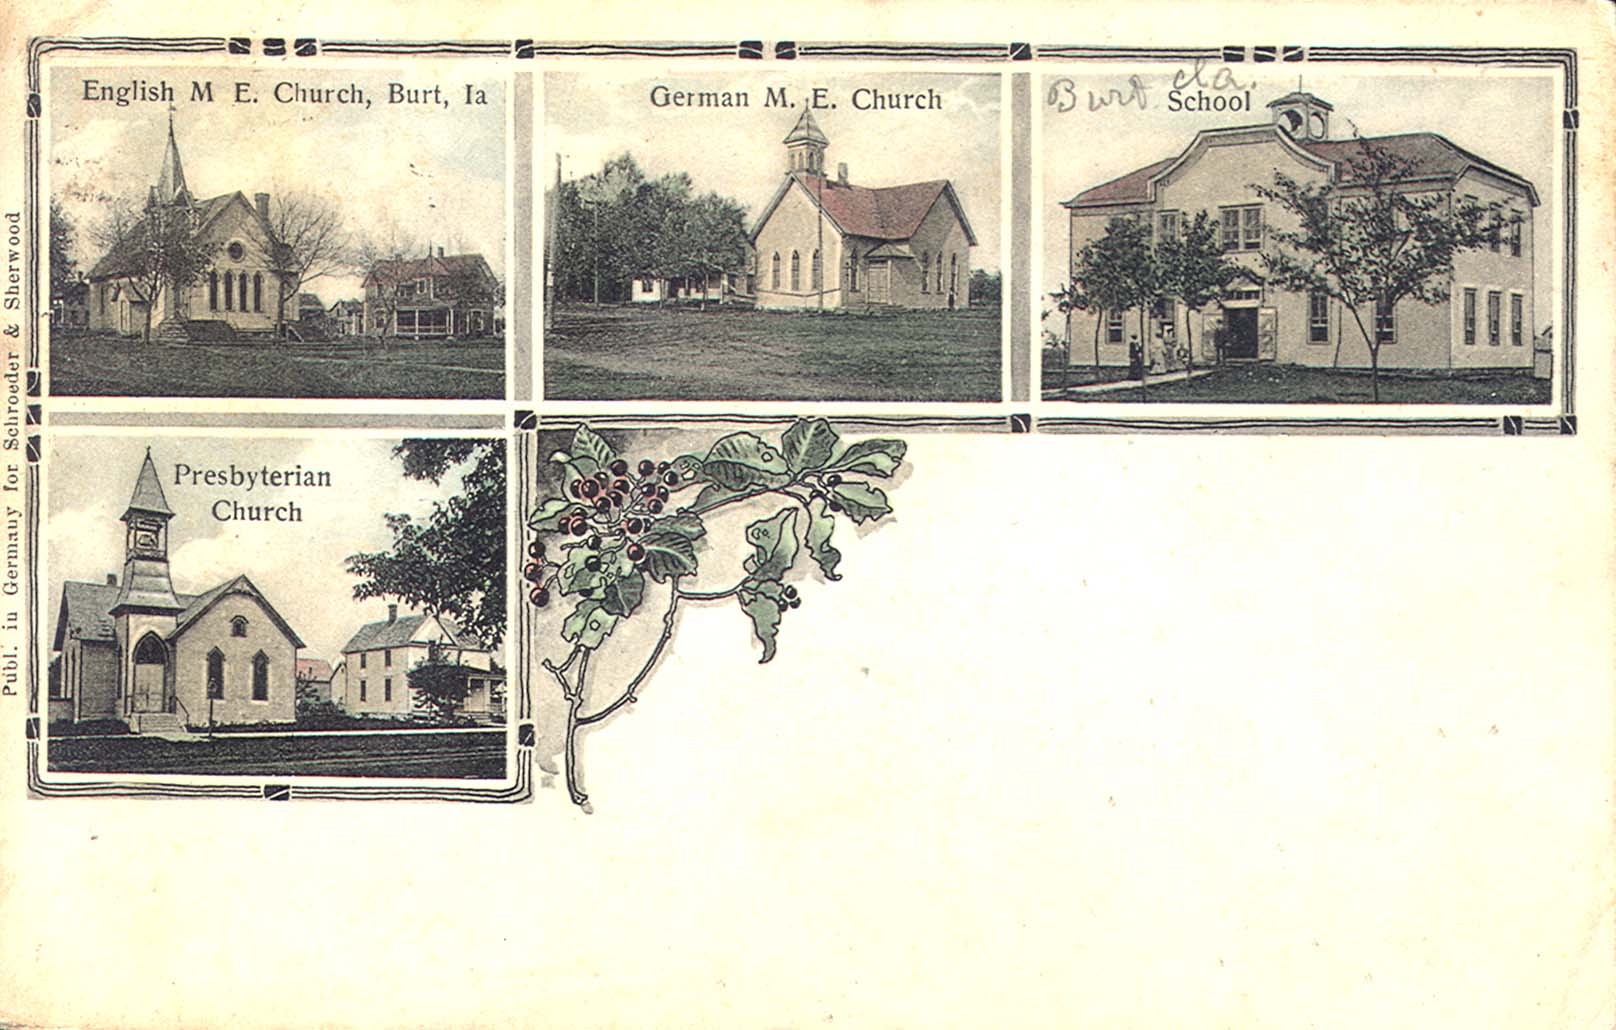 English M E. Church, Burt, Ia
German M. E. Church
Burt Ia.
School
Presbyterian
Church
Publ. in Germany for Schroeder & Sherwood